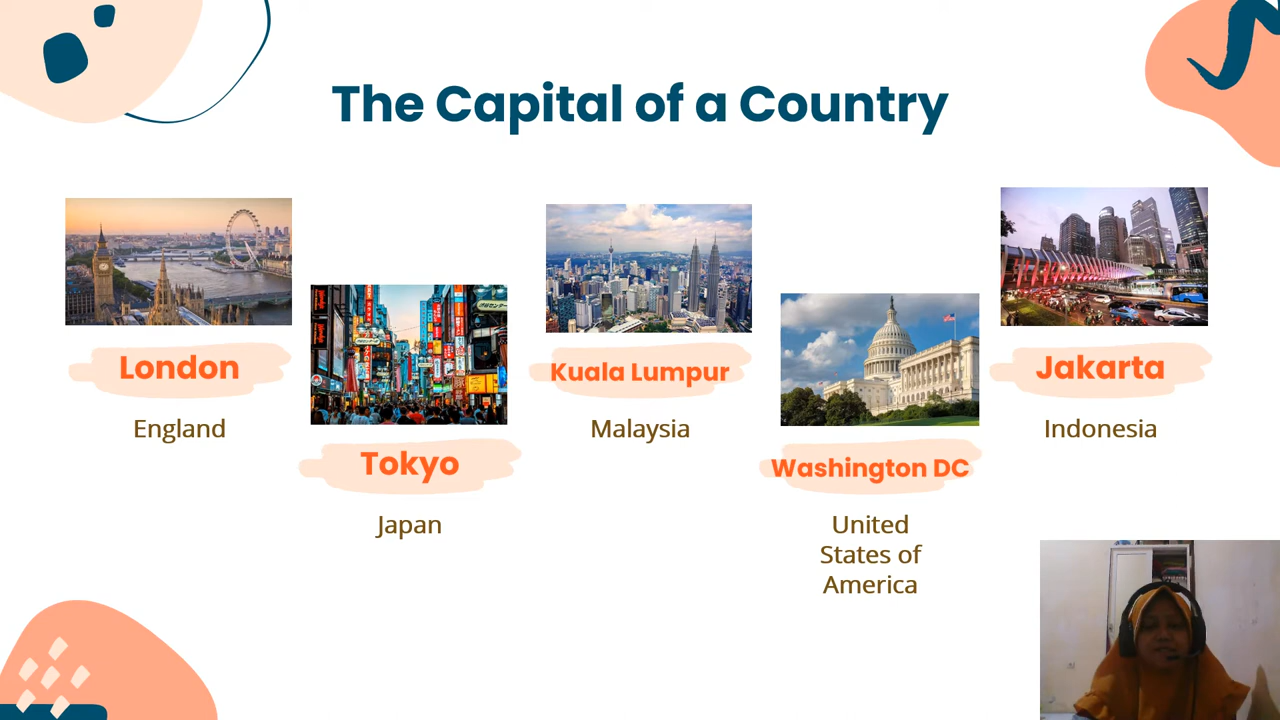 The Capital of a Country
London
England
Tokyo
Japan
Kuala Lumpur
Malaysia
Washington DC
United
States of
America
Jakarta
Indonesia